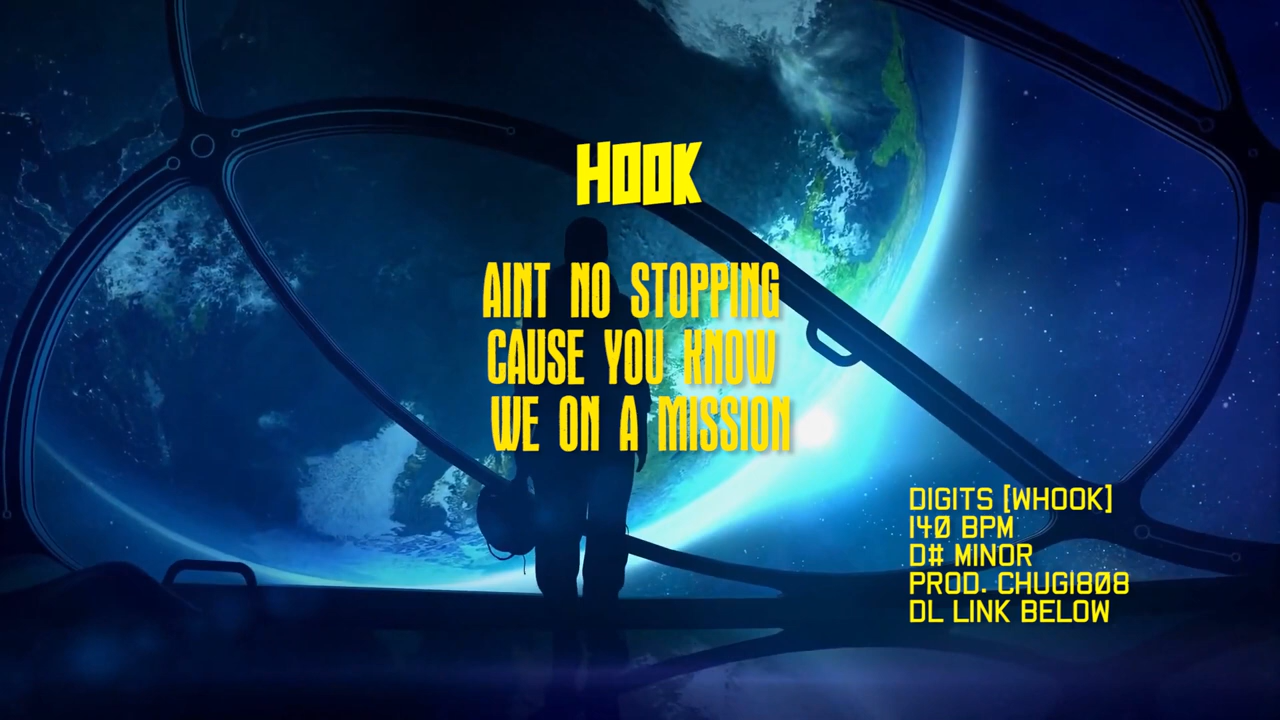 HOOK
AINT NO STOPPING
CAUSE YOU KNOW
WE ON A MISSION
DIGITS [WHOOK]
140 BPM
D# MINOR
PROD. CHUGI808
DL LINK BELOW